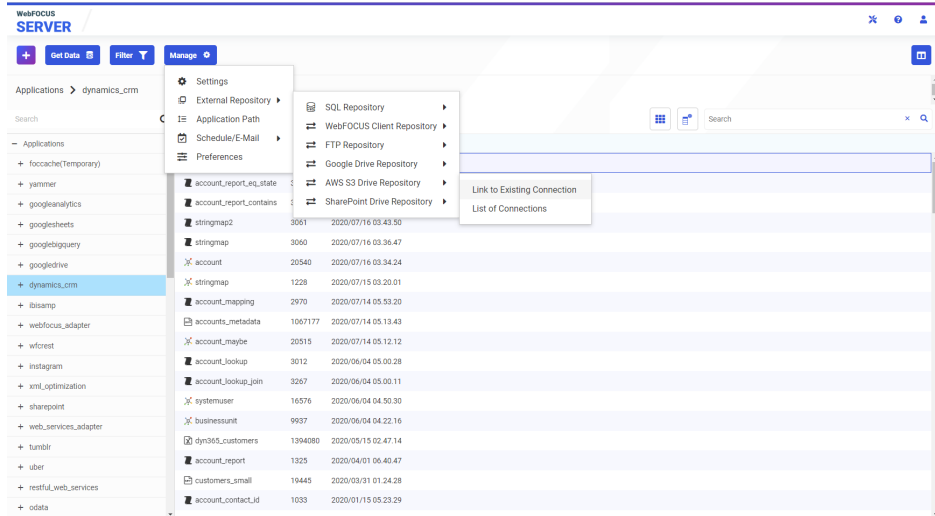 WebFOCUS
SERVER
+ Get Data Filter Manage
Applications > dynamics_crm
Search
Search ×
Settings
External Repository
Application Path
Schedule/E-Mail
Preferences
SQL Repository
WebFOCUS Client Repository
FTP Repository
Google Drive Repository
AWS S3 Drive Repository
SharePoint Drive Repository
Link to Existing Connection
List of Connections
− Applications
+ foccache(Temporary)
+ yammer
+ googleanalytics
+ googlesheets
+ googlebigquery
+ googledrive
+ dynamics_crm
+ ibisamp
+ webfocus_adapter
+ wfcrest
+ instagram
+ xml_optimization
+ sharepoint
+ web_services_adapter
+ tumblr
+ uber
+ restful_web_services
+ odata
account_report_eq_state
account_report_contains
stringmap2 3061 2020/07/16 03.43.50
stringmap 3060 2020/07/16 03.36.47
account 20540 2020/07/16 03.34.24
stringmap 1228 2020/07/15 03.20.01
account_mapping 2970 2020/07/14 05.53.20
accounts_metadata 1067177 2020/07/14 05.13.43
account_maybe 20515 2020/07/14 05.12.12
account_lookup 3012 2020/06/04 05.00.28
account_lookup_join 3267 2020/06/04 05.00.11
systemuser 16576 2020/06/04 04.50.30
businessunit 9937 2020/06/04 04.22.16
dyn365_customers 1394080 2020/05/15 02.47.14
account_report 1325 2020/04/01 06.40.47
customers_small 19445 2020/03/31 01.24.28
account_contact_id 1033 2020/01/15 05.23.29